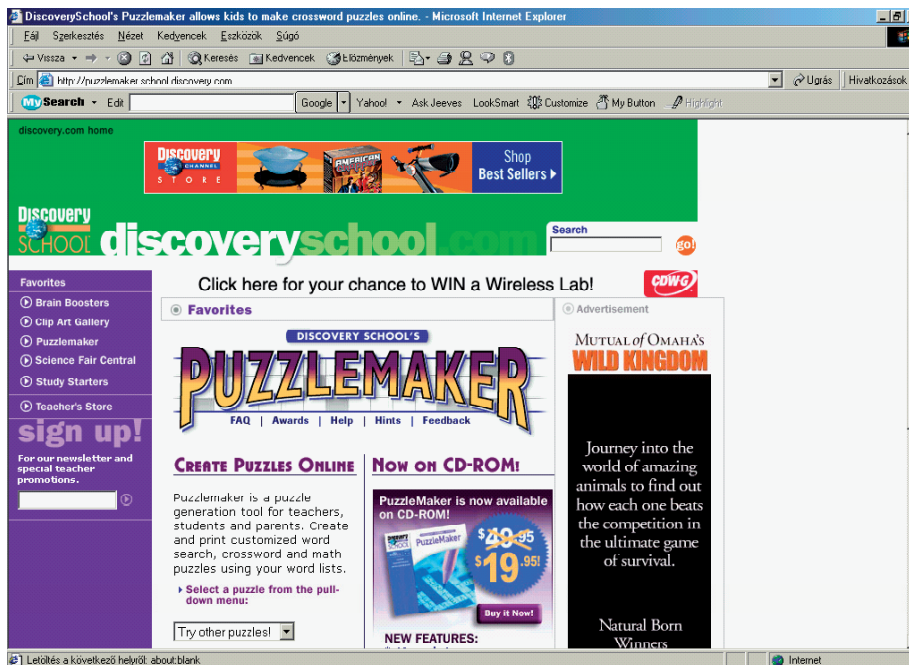 DiscoverySchool's Puzzlemaker allows kids to make crossword puzzles online. - Microsoft Internet Explorer
Fájl Szerkesztés Nézet Kedvencek Eszközök Súgó
Vissza Keresés Kedvencek Előzmények
Cím http://puzzlemaker.school.discovery.com Ugrás Hivatkozások
My Search Edit Google Yahoo! Ask Jeeves LookSmart Customize My Button Highlight
discovery.com home
DISCOVERY CHANNEL STORE
AMERICAN
Shop
Best Sellers
DISCOVERY
SCHOOL
discoveryschool.com
Search
go!
Click here for your chance to WIN a Wireless Lab!
CDW-G
Favorites
Brain Boosters
Clip Art Gallery
Puzzlemaker
Science Fair Central
Study Starters
Teacher's Store
sign up!
For our newsletter and
special teacher
promotions.
Favorites
DISCOVERY SCHOOL'S
PUZZLEMAKER
FAQ | Awards | Help | Hints | Feedback
CREATE PUZZLES ONLINE
Puzzlemaker is a puzzle
generation tool for teachers,
students and parents. Create
and print customized word
search, crossword and math
puzzles using your word lists.
Select a puzzle from the pull-
down menu:
Try other puzzles!
NOW ON CD-ROM!
PuzzleMaker is now available
on CD-ROM!
PuzzleMaker
$49.95
$19.95!
Buy it Now!
NEW FEATURES:
Advertisement
MUTUAL of OMAHA'S
WILD KINGDOM
Journey into the
world of amazing
animals to find out
how each one beats
the competition in
the ultimate game
of survival.
Natural Born
Winners
Letöltés a következő helyről: about:blank
Internet